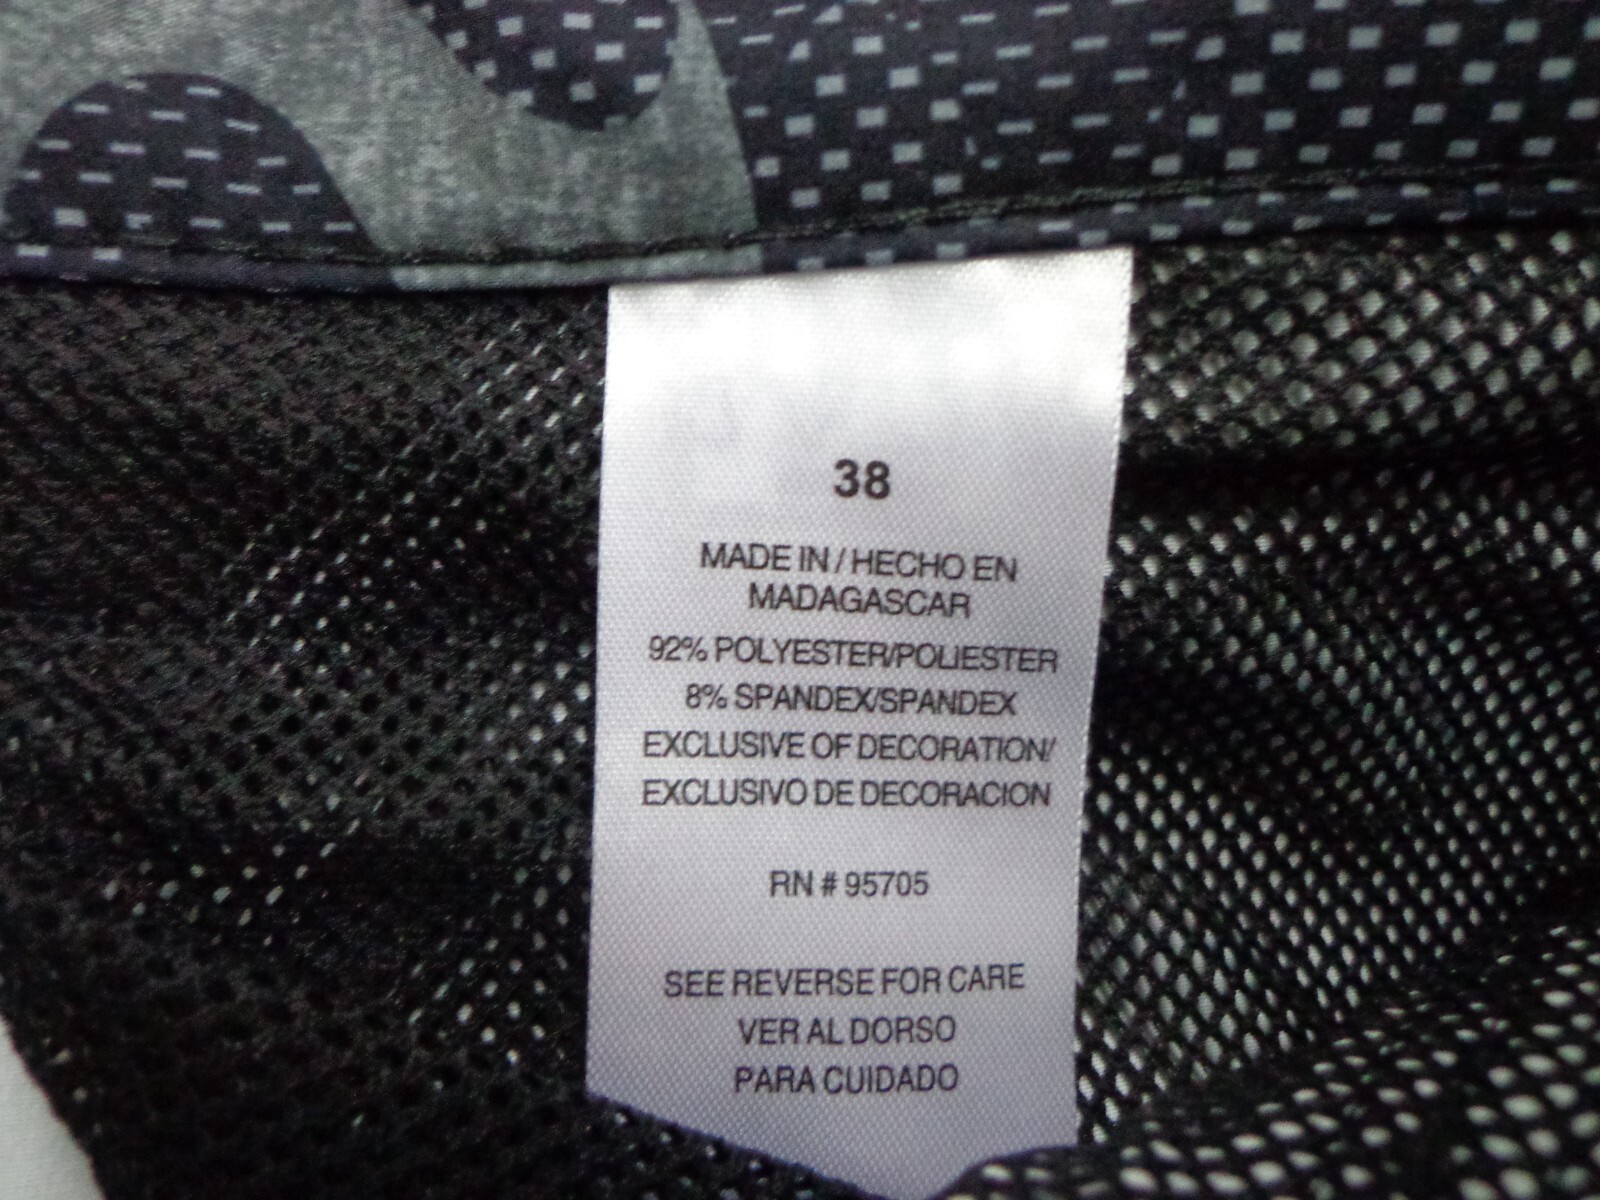 38
MADE IN / HECHO EN
MADAGASCAR
92% POLYESTER/POLIESTER
8% SPANDEX/SPANDEX
EXCLUSIVE OF DECORATION/
EXCLUSIVO DE DECORACION
RN # 95705
SEE REVERSE FOR CARE
VER AL DORSO
PARA CUIDADO